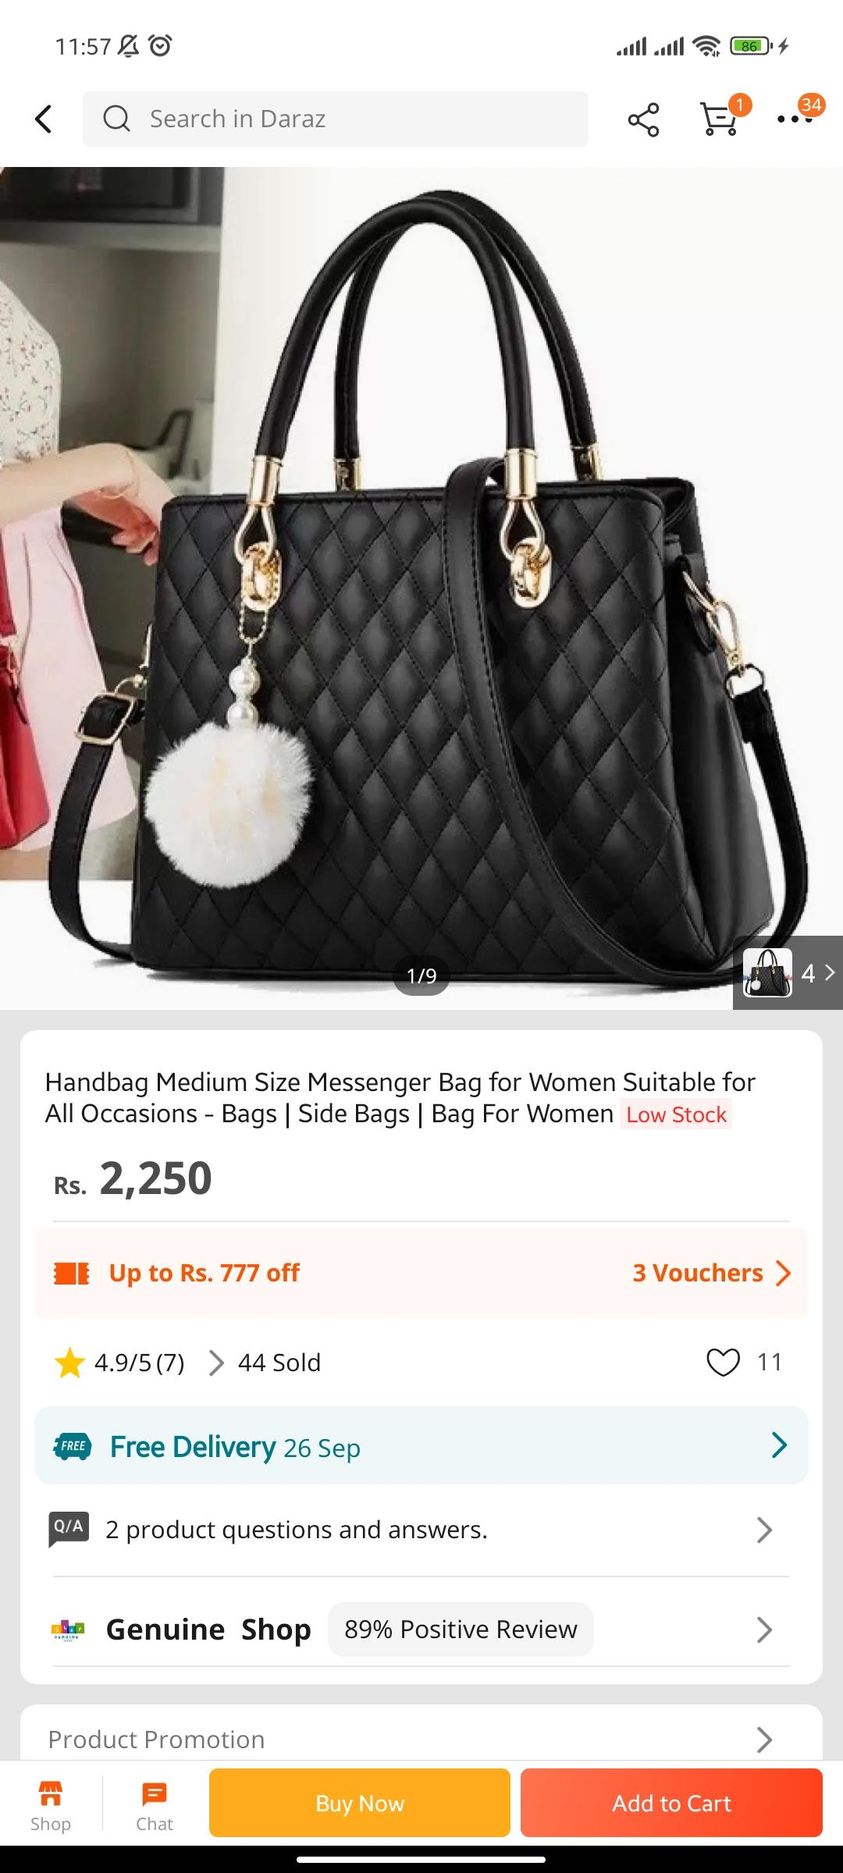 11:57
86
Search in Daraz
1
34
1/9
4
Handbag Medium Size Messenger Bag for Women Suitable for
All Occasions - Bags | Side Bags | Bag For Women Low Stock
Rs. 2,250
Up to Rs. 777 off
3 Vouchers
4.9/5 (7)
44 Sold
11
FREE
Free Delivery 26 Sep
Q/A
2 product questions and answers.
Genuine Shop
89% Positive Review
Product Promotion
Shop
Chat
Buy Now
Add to Cart